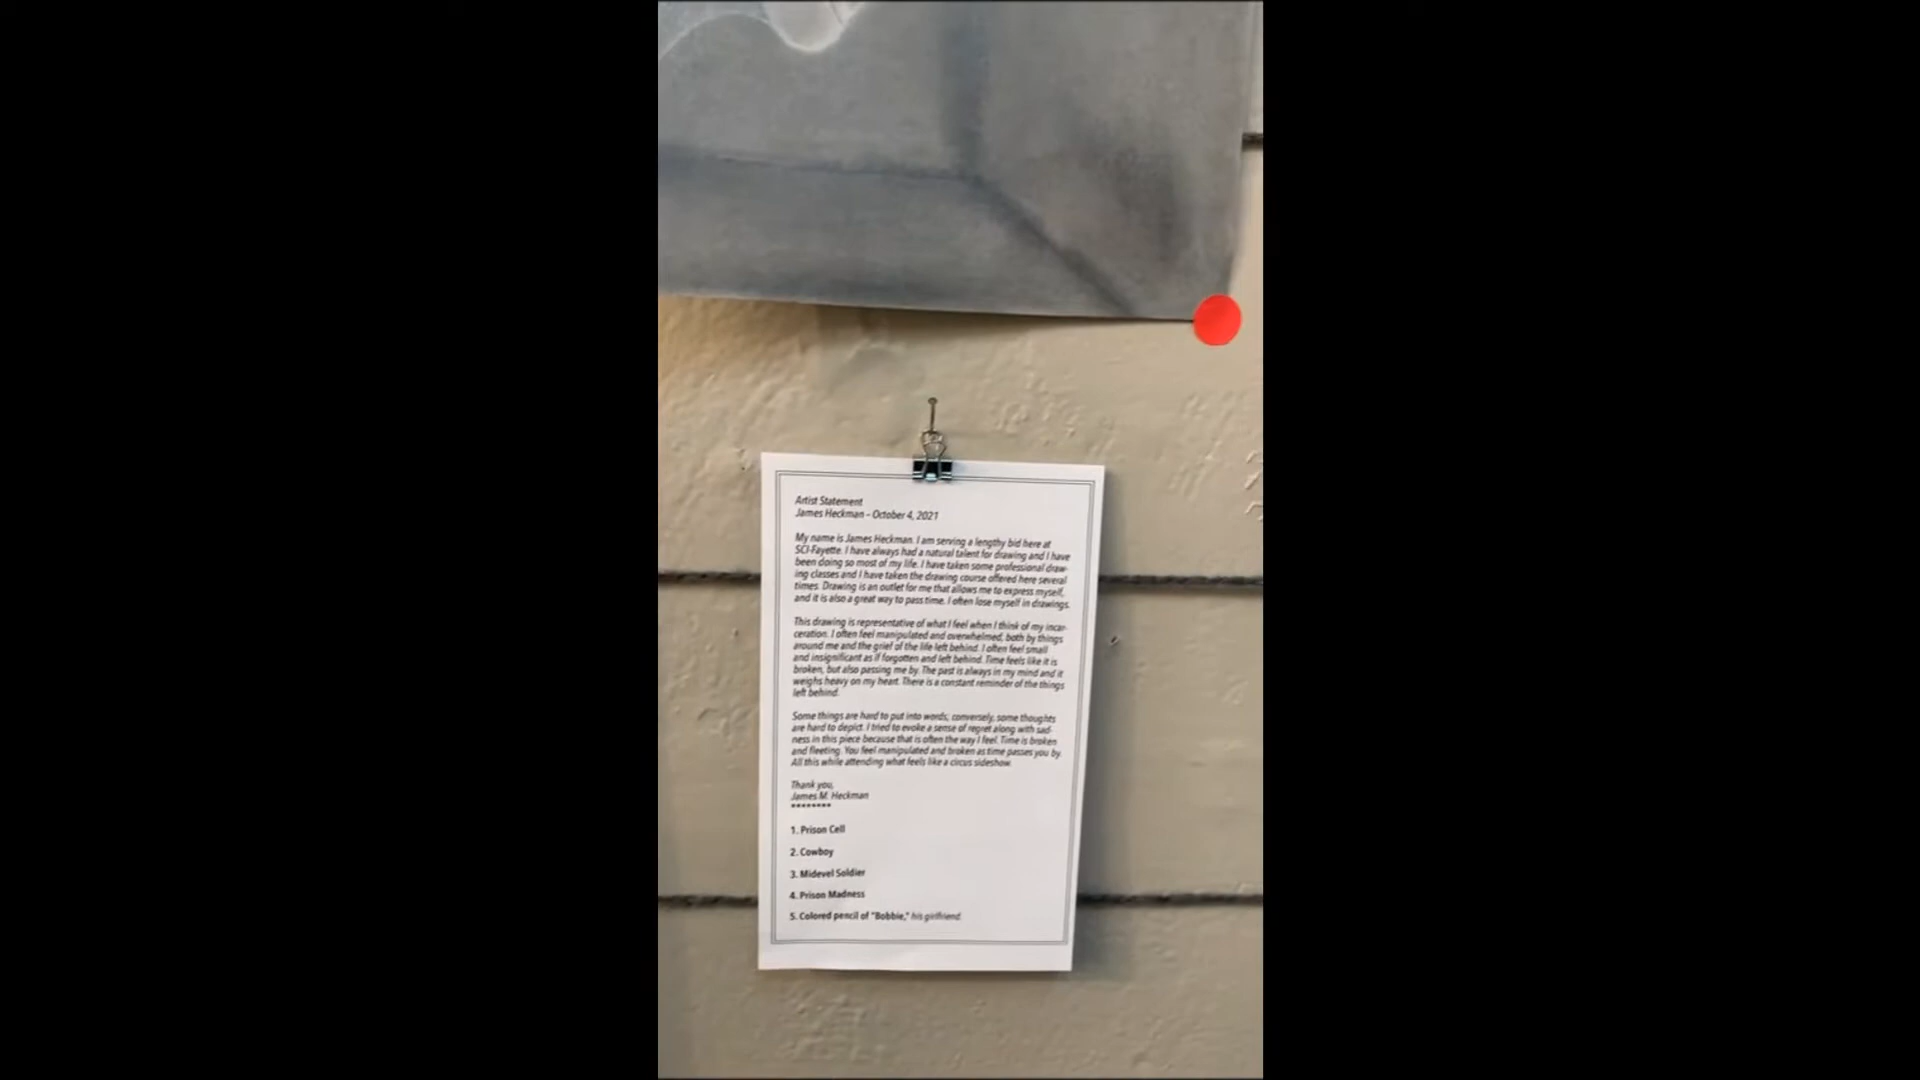 Artist Statement
James Heckman - October 4, 2021
My name is James Heckman. I am serving a lengthy bid here at
SCI-Fayette. I have always had a natural talent for drawing and I have
been doing so most of my life. I have taken some professional draw-
ing classes and I have taken the drawing course offered here several
times. Drawing is an outlet for me that allows me to express myself,
and it is also a great way to pass time. I often lose myself in drawings.
This drawing is representative of what I feel when I think of my incar-
ceration. I often feel manipulated and overwhelmed, both by things
around me and the grief of the life left behind. I often feel small
and insignificant as if forgotten and left behind. Time feels like it is
broken, but also passing me by. The past is always in my mind and it
weighs heavy on my heart. There is a constant reminder of the things
left behind.
Some things are hard to put into words; conversely, some thoughts
are hard to depict. I tried to evoke a sense of regret along with sad-
ness in this piece because that is often the way I feel. Time is broken
and fleeting. You feel manipulated and broken as time passes you by.
All this while attending what feels like a circus sideshow.
Thank you,
James M. Heckman
********
1. Prison Cell
2. Cowboy
3. Midevel Soldier
4. Prison Madness
5. Colored pencil of "Bobbie," his girlfriend.